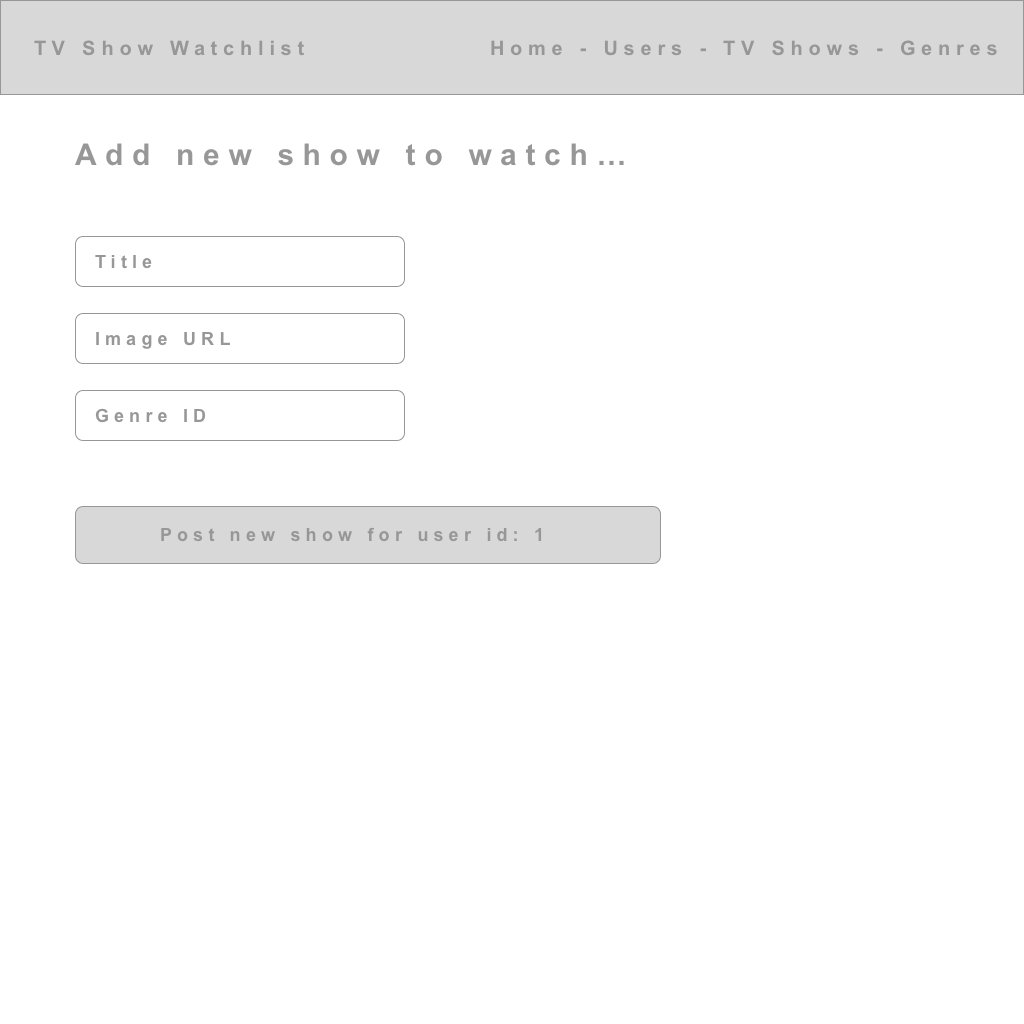 TV Show Watchlist
Home - Users - TV Shows - Genres
Add new show to watch…
Title
Image URL
Genre ID
Post new show for user id: 1